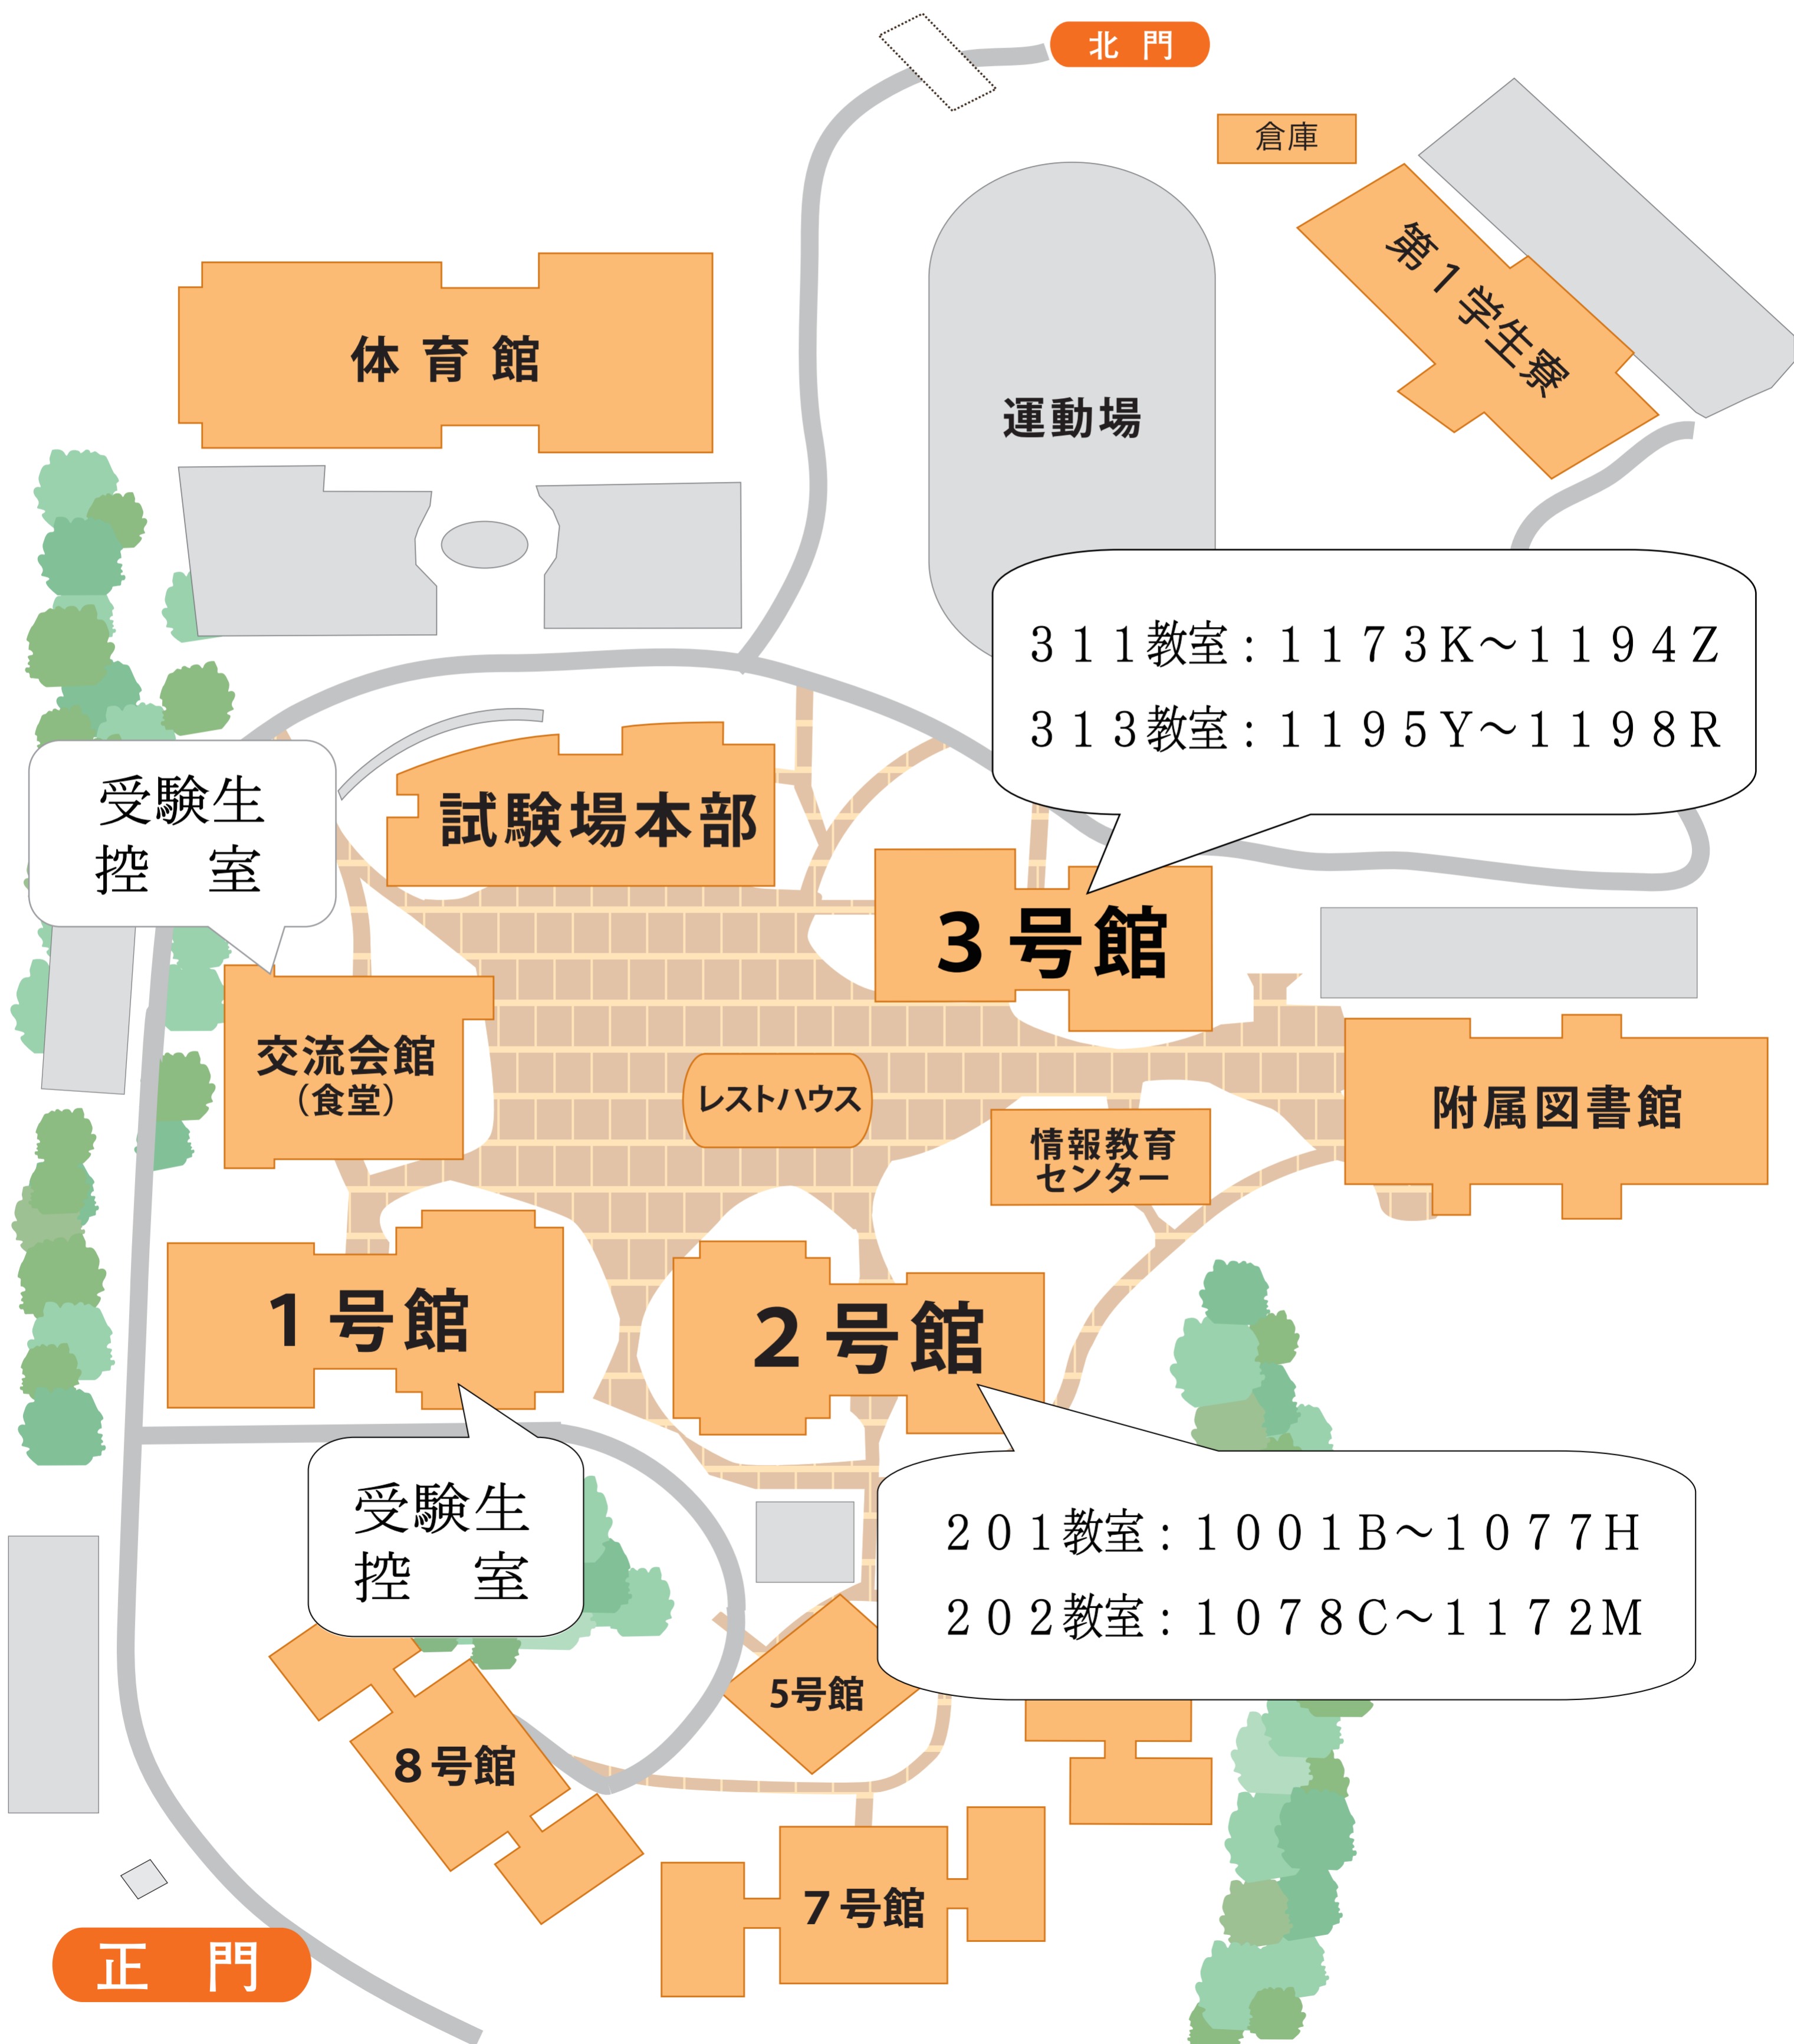 北　門
倉庫
第１学生寮
体育館
運動場
３１１教室：１１７３Ｋ～１１９４Ｚ
３１３教室：１１９５Ｙ～１１９８Ｒ
受験生
控　室
試験場本部
３号館
交流会館
（食堂）
レストハウス
情報教育
センター
附属図書館
１号館
２号館
受験生
控　室
２０１教室：１００１Ｂ～１０７７Ｈ
２０２教室：１０７８Ｃ～１１７２Ｍ
5号館
８号館
７号館
正　門